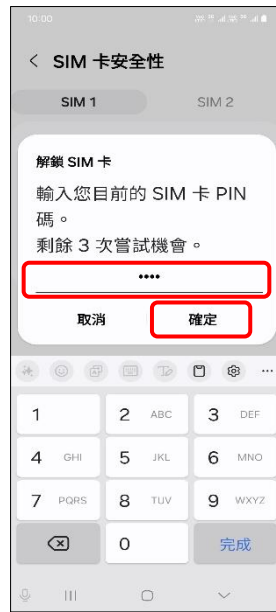 10:00
SIM 卡安全性
SIM 1
SIM 2
解鎖 SIM 卡
輸入您目前的 SIM 卡 PIN
碼。
剩餘 3 次嘗試機會。
••••
取消 確定
1 2 ABC 3 DEF
4 GHI 5 JKL 6 MNO
7 PQRS 8 TUV 9 WXYZ
0 完成